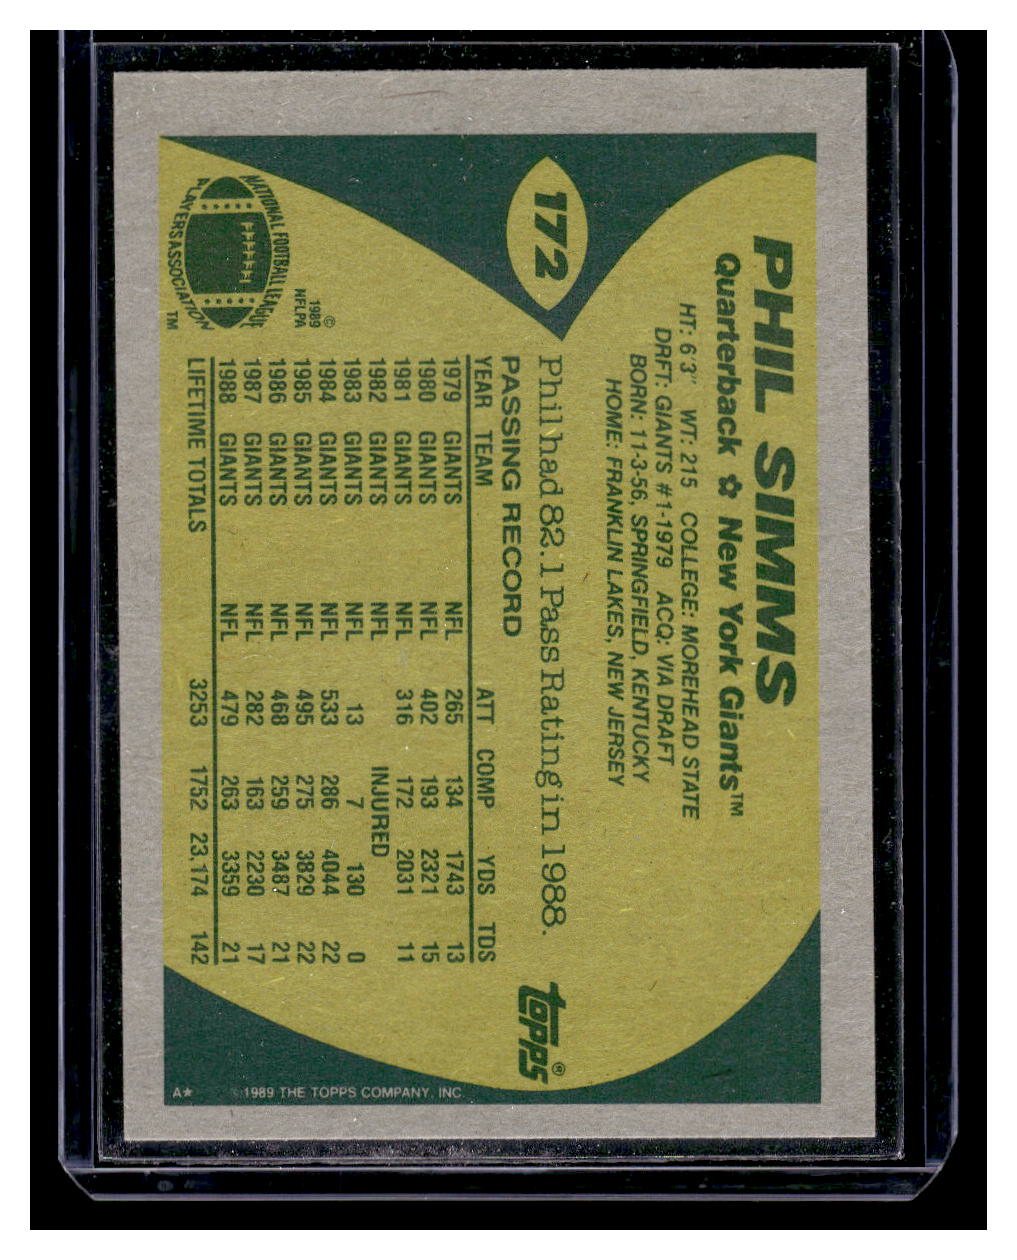 172
PHIL SIMMS
Quarterback ✿ New York Giants™
HT: 6'3" WT: 215 COLLEGE: MOREHEAD STATE
DRFT: GIANTS #1-1979 ACQ: VIA DRAFT
BORN: 11-3-56, SPRINGFIELD, KENTUCKY
HOME: FRANKLIN LAKES, NEW JERSEY
Phil had 82.1 Pass Rating in 1988.
topps®
PASSING RECORD
YEAR TEAM ATT COMP YDS TDS
1979 GIANTS NFL 265 134 1743 13
1980 GIANTS NFL 402 193 2321 15
1981 GIANTS NFL 316 172 2031 11
1982 GIANTS NFL INJURED
1983 GIANTS NFL 13 7 130 0
1984 GIANTS NFL 533 286 4044 22
1985 GIANTS NFL 495 275 3829 22
1986 GIANTS NFL 468 259 3487 21
1987 GIANTS NFL 282 163 2230 17
1988 GIANTS NFL 479 263 3359 21
LIFETIME TOTALS 3253 1752 23,174 142
NATIONAL FOOTBALL LEAGUE
PLAYERS ASSOCIATION™
©
1989
NFLPA
A★ ©1989 THE TOPPS COMPANY, INC.